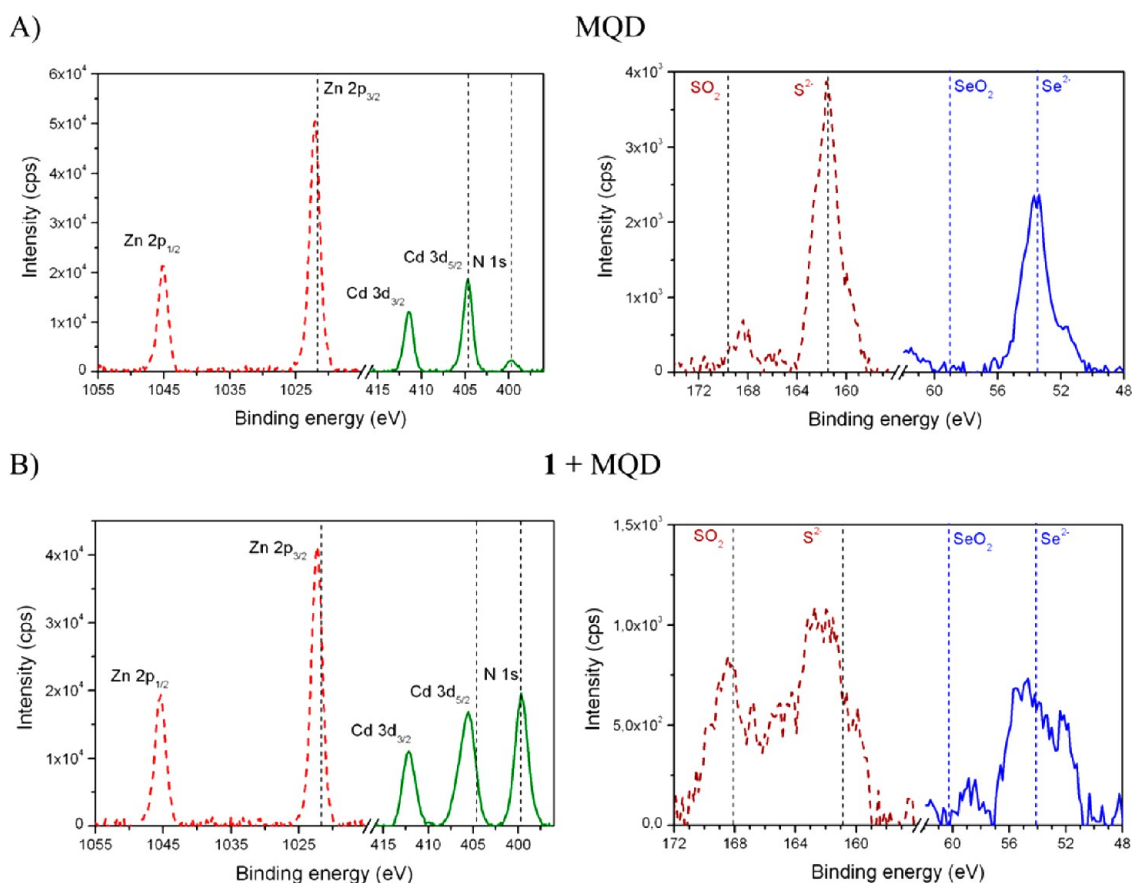 A)
MQD
6x10⁴
5x10⁴
4x10⁴
3x10⁴
2x10⁴
1x10⁴
0
Intensity (cps)
Zn 2p₁/₂
Zn 2p₃/₂
Cd 3d₃/₂
Cd 3d₅/₂
N 1s
1055 1045 1035 1025 415 410 405 400
Binding energy (eV)
4x10³
3x10³
2x10³
1x10³
0
Intensity (cps)
SO₂
S²⁻
SeO₂
Se²⁻
172 168 164 160 60 56 52 48
Binding energy (eV)
B)
1 + MQD
4x10⁴
3x10⁴
2x10⁴
1x10⁴
0
Intensity (cps)
Zn 2p₁/₂
Zn 2p₃/₂
Cd 3d₃/₂
Cd 3d₅/₂
N 1s
1055 1045 1035 1025 415 410 405 400
Binding energy (eV)
1.5x10³
1.0x10³
5.0x10²
0.0
Intensity (cps)
SO₂
S²⁻
SeO₂
Se²⁻
172 168 164 160 60 56 52 48
Binding energy (eV)